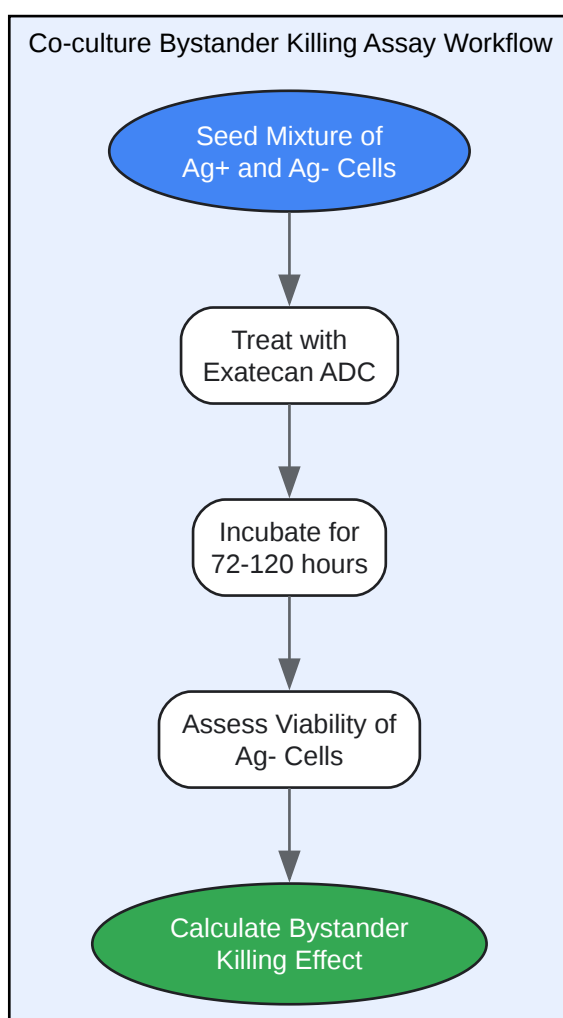 Co-culture Bystander Killing Assay Workflow
Seed Mixture of
Ag+ and Ag- Cells
Treat with
Exatecan ADC
Incubate for
72-120 hours
Assess Viability of
Ag- Cells
Calculate Bystander
Killing Effect